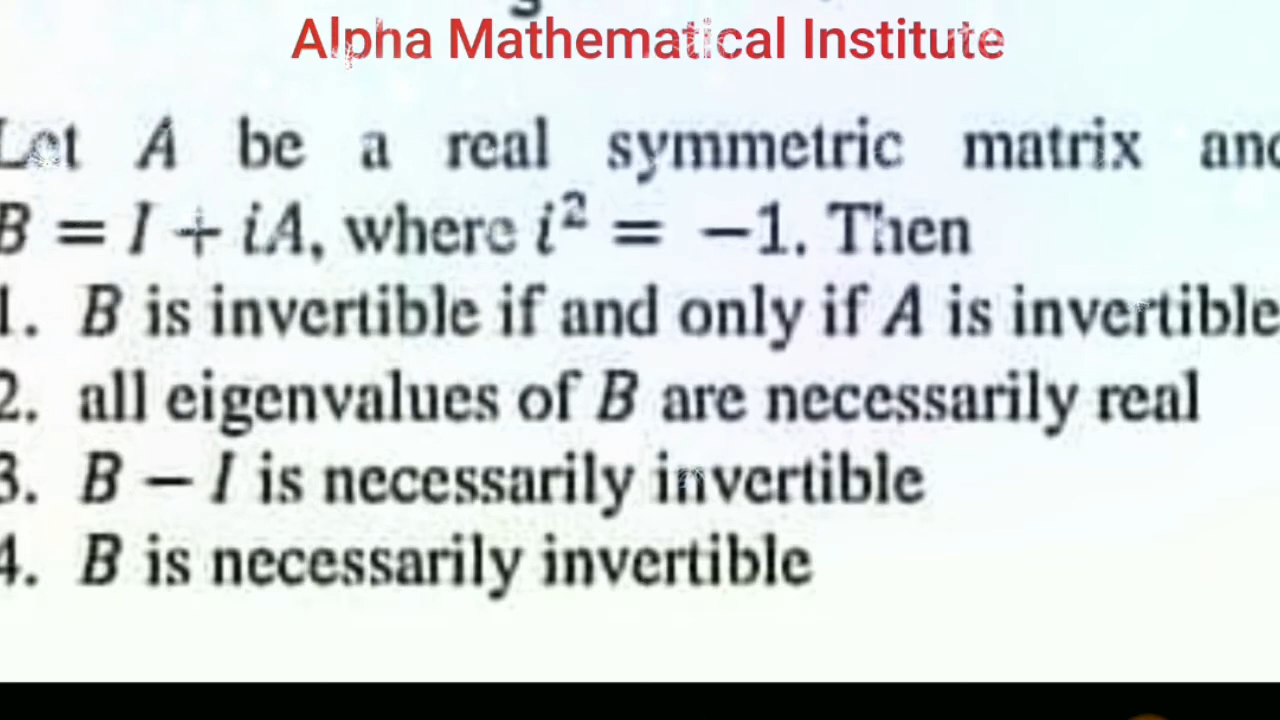 Alpha Mathematical Institute
Let A be a real symmetric matrix and
B = I + iA, where i² = −1. Then
1. B is invertible if and only if A is invertible
2. all eigenvalues of B are necessarily real
3. B − I is necessarily invertible
4. B is necessarily invertible